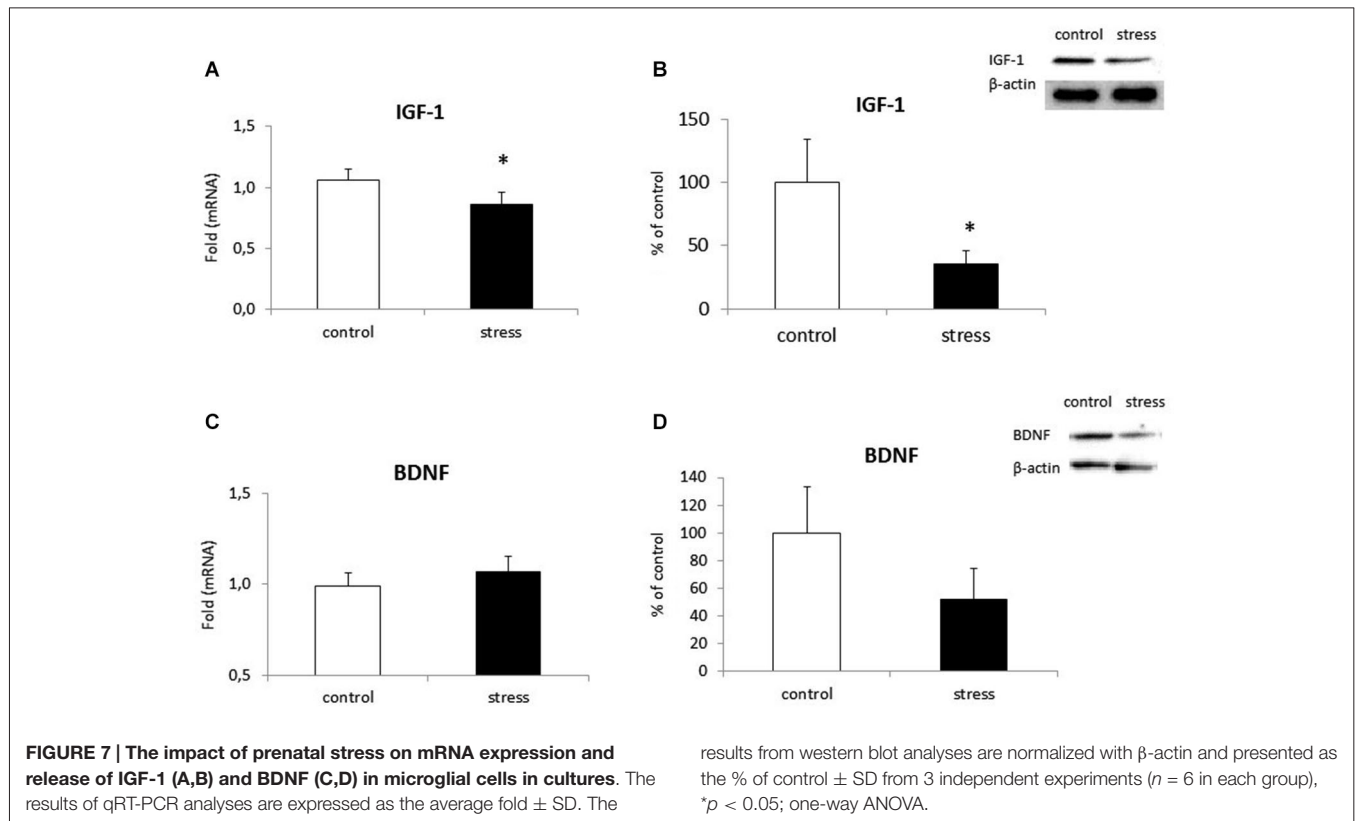 A
IGF-1
1,5
1,0
0,5
0,0
Fold (mRNA)
*
control
stress
B
control stress
IGF-1
β-actin
IGF-1
150
100
50
0
% of control
*
control
stress
C
BDNF
1,5
1,0
0,5
Fold (mRNA)
control
stress
D
control stress
BDNF
β-actin
BDNF
140
120
100
80
60
40
20
0
% of control
control
stress
FIGURE 7 | The impact of prenatal stress on mRNA expression and
release of IGF-1 (A,B) and BDNF (C,D) in microglial cells in cultures. The
results of qRT-PCR analyses are expressed as the average fold ± SD. The
results from western blot analyses are normalized with β-actin and presented as
the % of control ± SD from 3 independent experiments (n = 6 in each group),
*p < 0.05; one-way ANOVA.